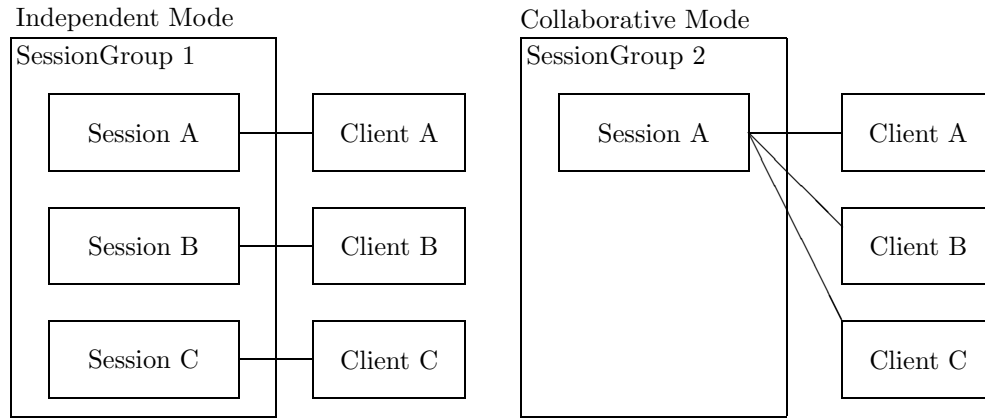 Independent Mode
SessionGroup 1
Session A
Client A
Session B
Client B
Session C
Client C
Collaborative Mode
SessionGroup 2
Session A
Client A
Client B
Client C